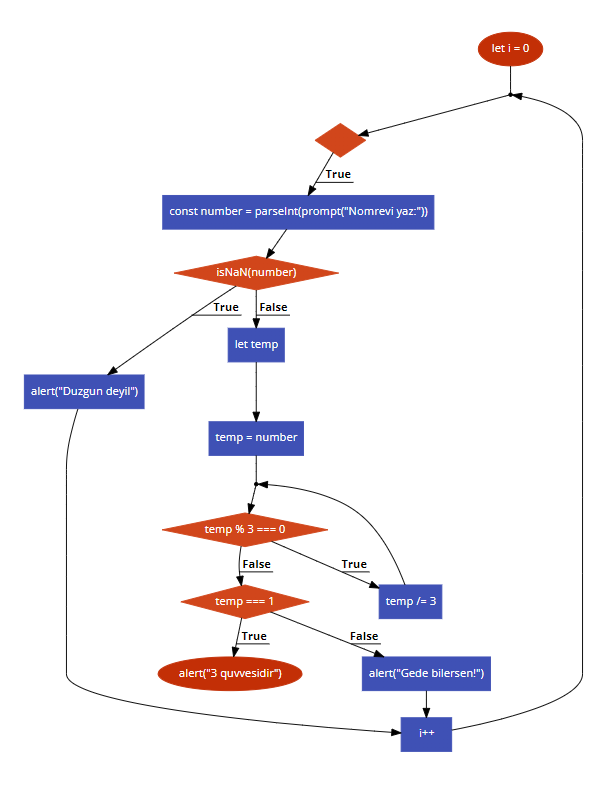 let i = 0
True
const number = parseInt(prompt("Nomrevi yaz:"))
isNaN(number)
True
False
let temp
alert("Duzgun deyil")
temp = number
temp % 3 === 0
False
True
temp === 1
temp /= 3
True
False
alert("3 quvvesidir")
alert("Gede bilersen!")
i++